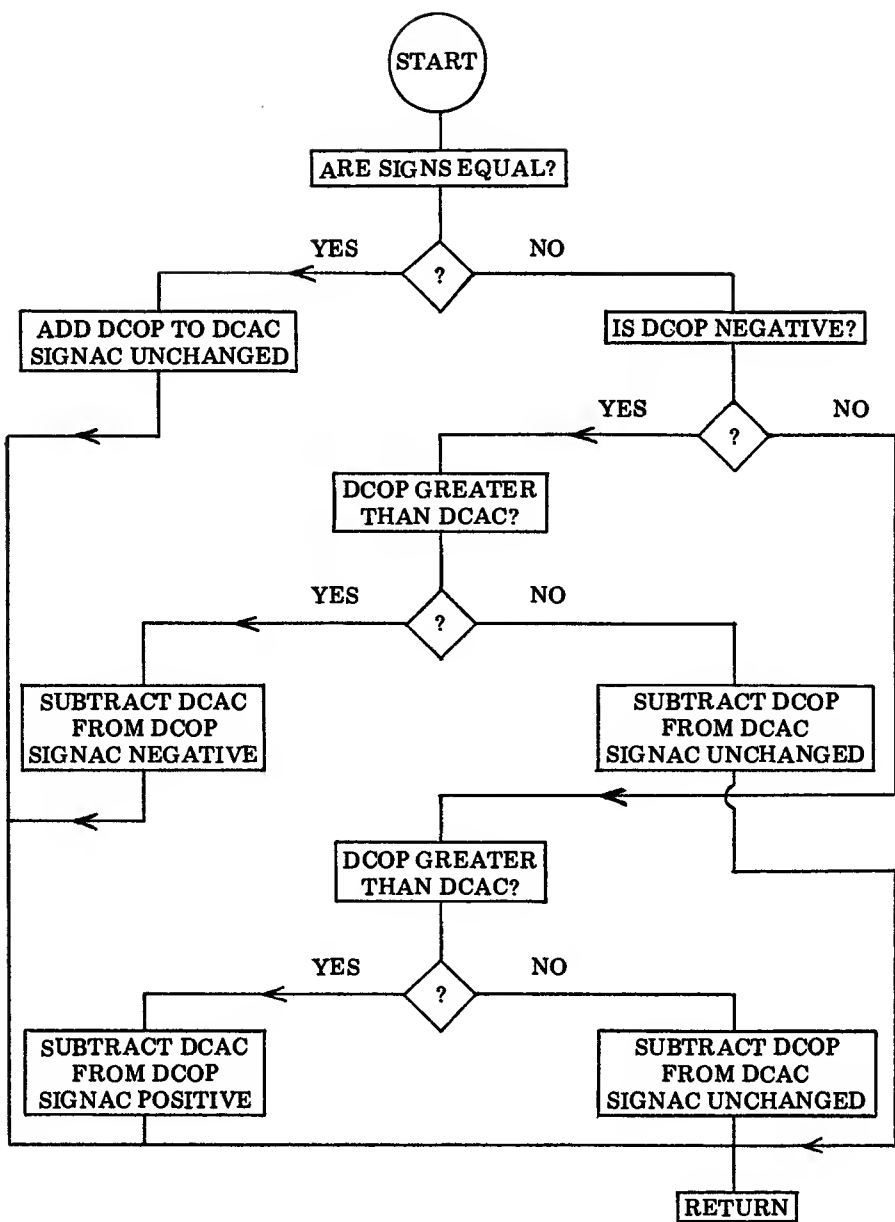 START
ARE SIGNS EQUAL?
YES
?
NO
ADD DCOP TO DCAC
SIGNAC UNCHANGED
IS DCOP NEGATIVE?
YES
?
NO
DCOP GREATER
THAN DCAC?
YES
?
NO
SUBTRACT DCAC
FROM DCOP
SIGNAC NEGATIVE
SUBTRACT DCOP
FROM DCAC
SIGNAC UNCHANGED
DCOP GREATER
THAN DCAC?
YES
?
NO
SUBTRACT DCAC
FROM DCOP
SIGNAC POSITIVE
SUBTRACT DCOP
FROM DCAC
SIGNAC UNCHANGED
RETURN